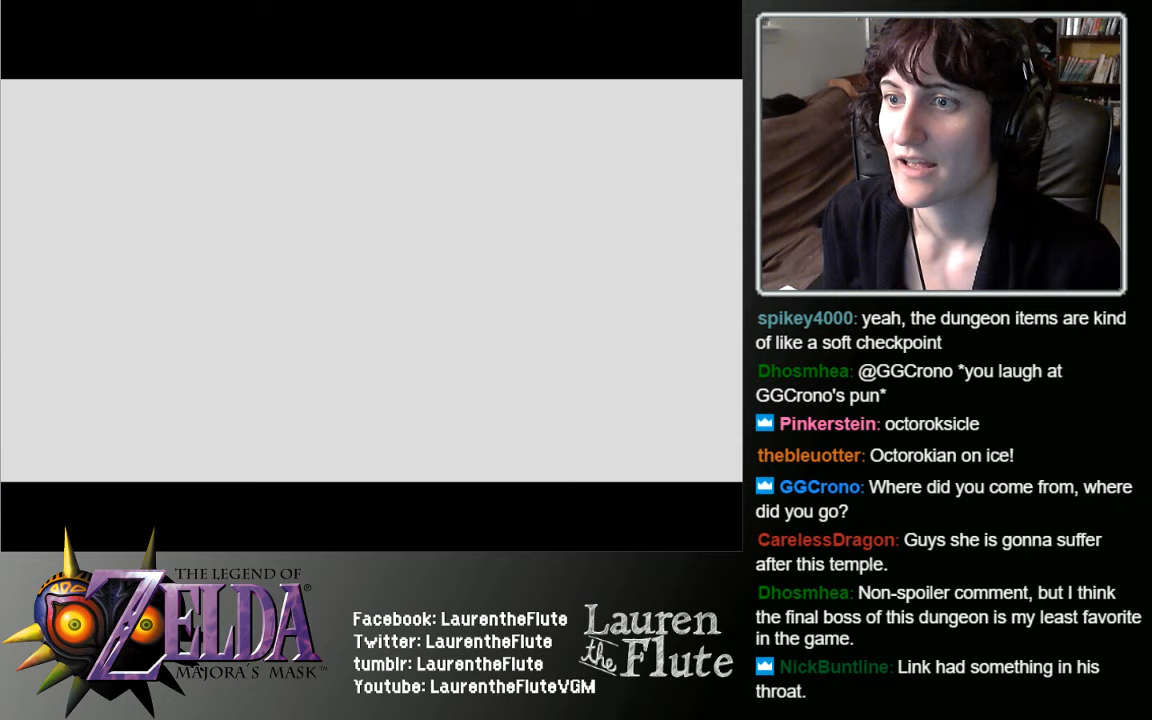 spikey4000: yeah, the dungeon items are kind
of like a soft checkpoint
Dhosmhea: @GGCrono *you laugh at
GGCrono's pun*
Pinkerstein: octoroksicle
thebleuotter: Octorokian on ice!
GGCrono: Where did you come from, where
did you go?
CarelessDragon: Guys she is gonna suffer
after this temple.
Dhosmhea: Non-spoiler comment, but I think
the final boss of this dungeon is my least favorite
in the game.
NickBuntline: Link had something in his
throat.
THE LEGEND OF
ZELDA®
MAJORA'S MASK™
Facebook: LaurentheFlute
Twitter: LaurentheFlute
tumblr: LaurentheFlute
Youtube: LaurentheFluteVGM
Lauren
the Flute